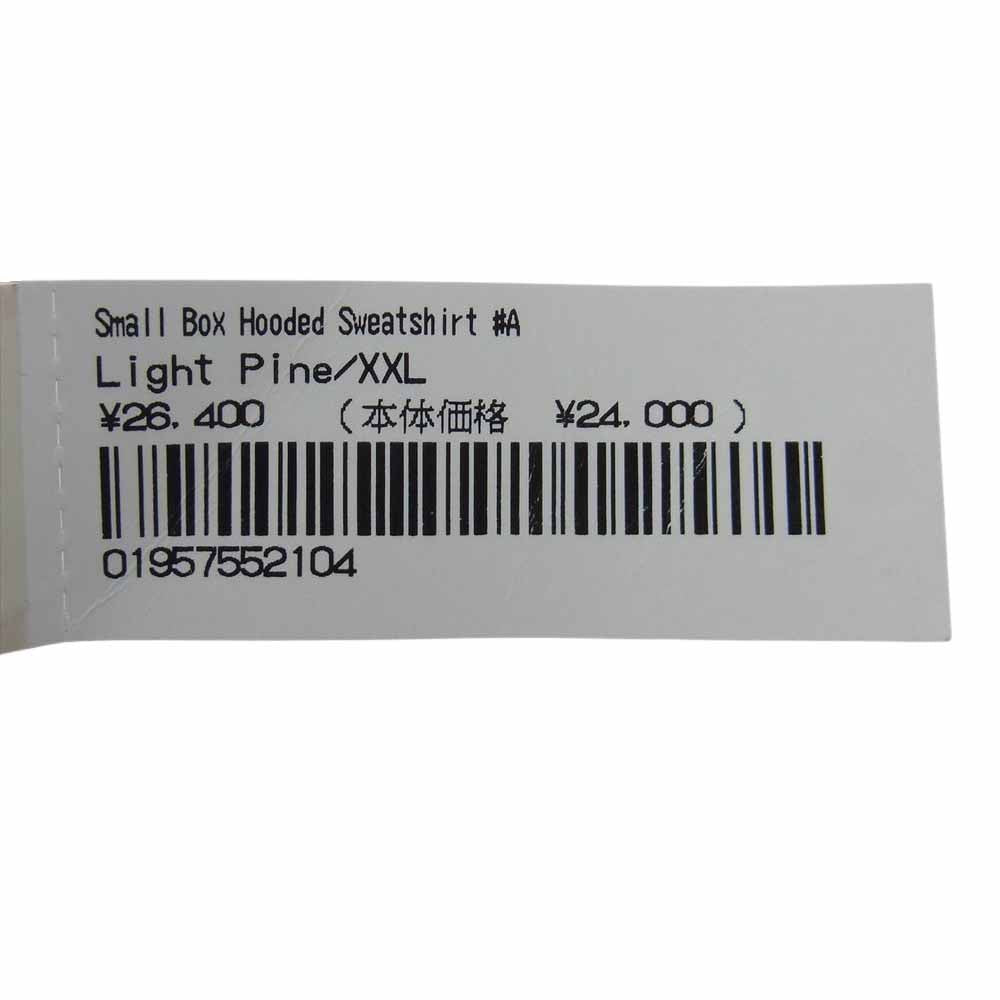 Small Box Hooded Sweatshirt #A
Light Pine/XXL
¥26,400 (本体価格 ¥24,000)
01957552104